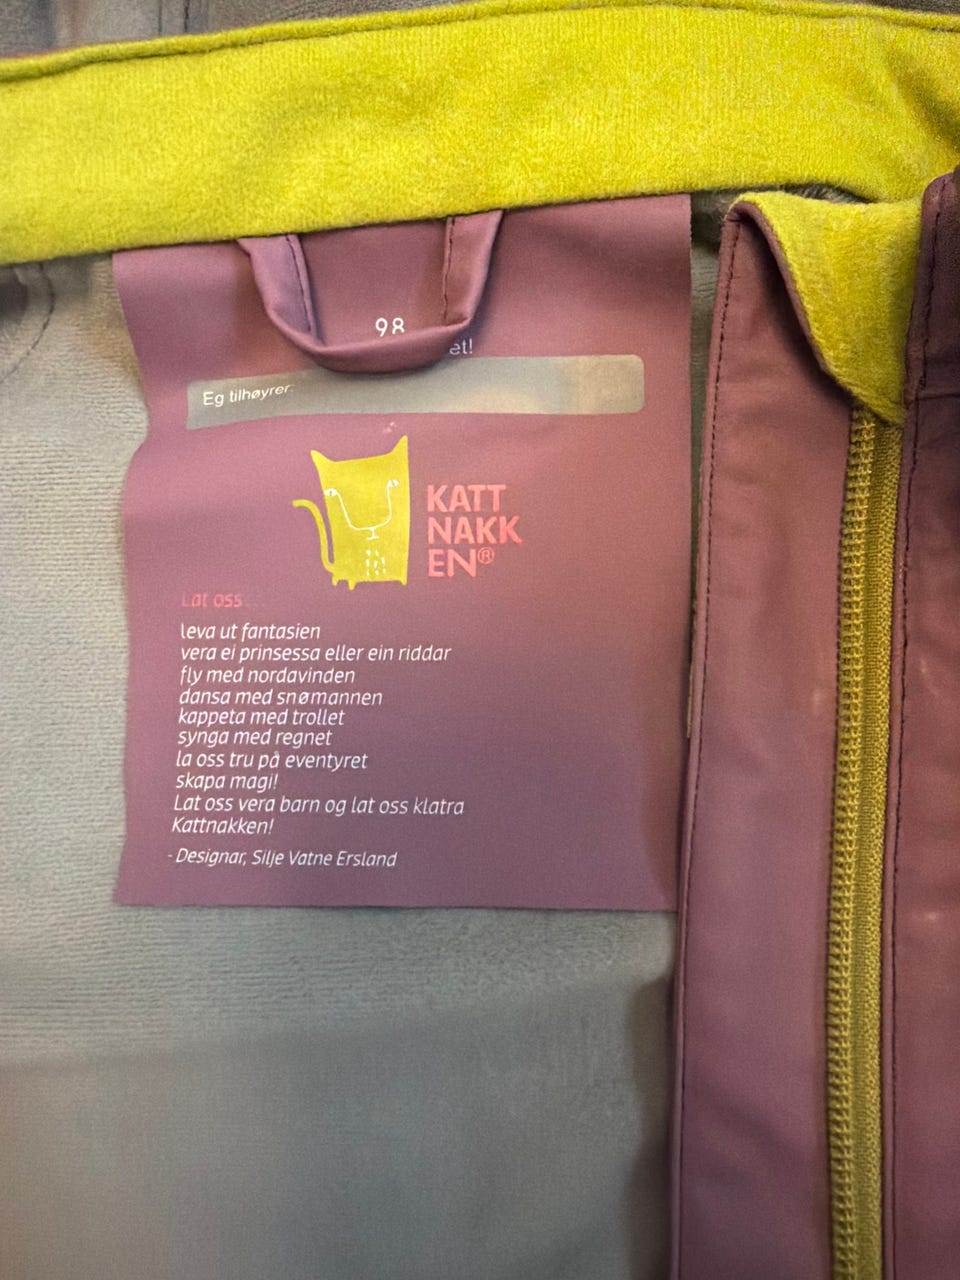 98
Eg tilhøyrer:
KATT
NAKK
EN®
Lat oss...
leva ut fantasien
vera ei prinsessa eller ein riddar
fly med nordavinden
dansa med snømannen
kappeta med trollet
synga med regnet
la oss tru på eventyret
skapa magi!
Lat oss vera barn og lat oss klatra
Kattnakken!
- Designar, Silje Vatne Ersland